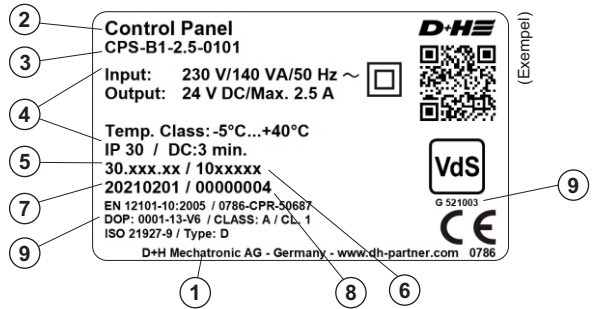 2
Control Panel
D+H
3
CPS-B1-2.5-0101
(Exempel)
Input: 230 V/140 VA/50 Hz ~
Output: 24 V DC/Max. 2.5 A
4
Temp. Class: -5°C...+40°C
IP 30 / DC:3 min.
5
30.xxx.xx / 10xxxxx
VdS
7
20210201 / 00000004
G 521003
9
EN 12101-10:2005 / 0786-CPR-50687
9
DOP: 0001-13-V6 / CLASS: A / CL. 1
CE
ISO 21927-9 / Type: D
D+H Mechatronic AG - Germany - www.dh-partner.com 0786
1
8
6